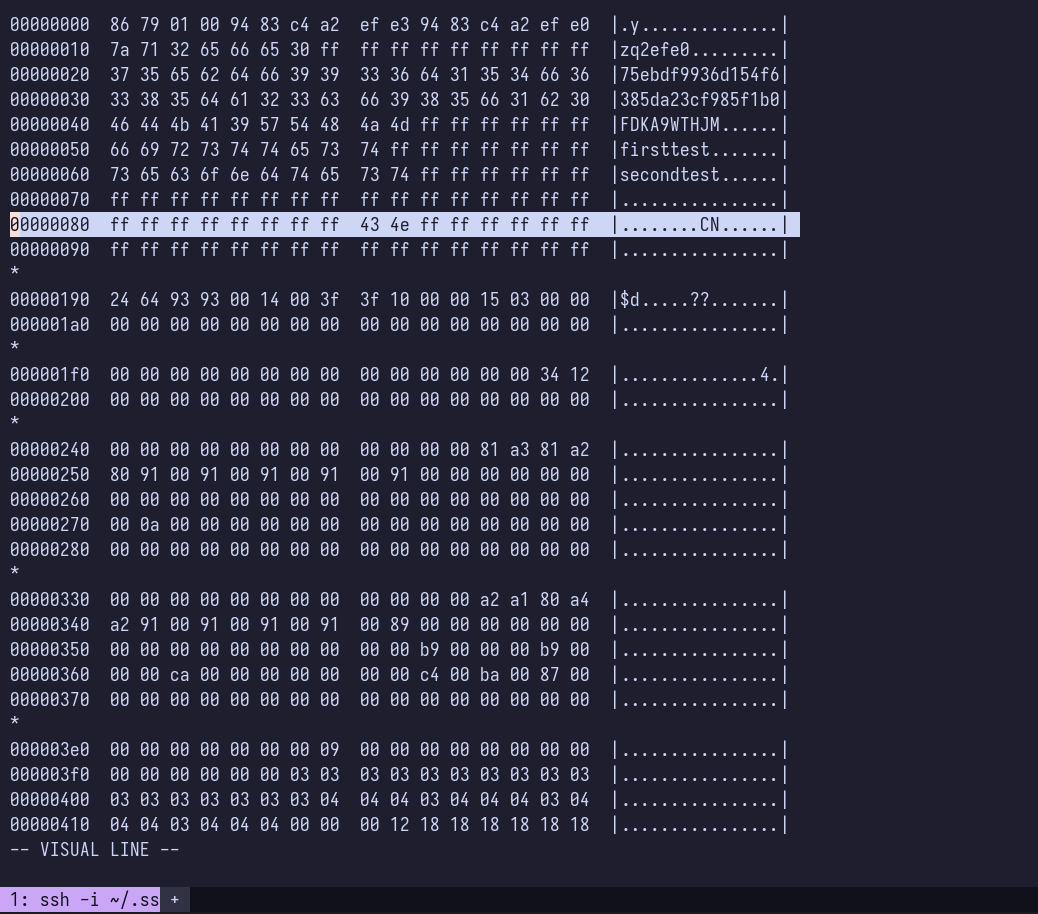 00000000  86 79 01 00 94 83 c4 a2  ef e3 94 83 c4 a2 ef e0  |.y..............|
00000010  7a 71 32 65 66 65 30 ff  ff ff ff ff ff ff ff ff  |zq2efe0.........|
00000020  37 35 65 62 64 66 39 39  33 36 64 31 35 34 66 36  |75ebdf9936d154f6|
00000030  33 38 35 64 61 32 33 63  66 39 38 35 66 31 62 30  |385da23cf985f1b0|
00000040  46 44 4b 41 39 57 54 48  4a 4d ff ff ff ff ff ff  |FDKA9WTHJM......|
00000050  66 69 72 73 74 74 65 73  74 ff ff ff ff ff ff ff  |firsttest.......|
00000060  73 65 63 6f 6e 64 74 65  73 74 ff ff ff ff ff ff  |secondtest......|
00000070  ff ff ff ff ff ff ff ff  ff ff ff ff ff ff ff ff  |................|
00000080  ff ff ff ff ff ff ff ff  43 4e ff ff ff ff ff ff  |........CN......|
00000090  ff ff ff ff ff ff ff ff  ff ff ff ff ff ff ff ff  |................|
*
00000190  24 64 93 93 00 14 00 3f  3f 10 00 00 15 03 00 00  |$d.....??.......|
000001a0  00 00 00 00 00 00 00 00  00 00 00 00 00 00 00 00  |................|
*
000001f0  00 00 00 00 00 00 00 00  00 00 00 00 00 00 34 12  |..............4.|
00000200  00 00 00 00 00 00 00 00  00 00 00 00 00 00 00 00  |................|
*
00000240  00 00 00 00 00 00 00 00  00 00 00 00 81 a3 81 a2  |................|
00000250  80 91 00 91 00 91 00 91  00 91 00 00 00 00 00 00  |................|
00000260  00 00 00 00 00 00 00 00  00 00 00 00 00 00 00 00  |................|
00000270  00 0a 00 00 00 00 00 00  00 00 00 00 00 00 00 00  |................|
00000280  00 00 00 00 00 00 00 00  00 00 00 00 00 00 00 00  |................|
*
00000330  00 00 00 00 00 00 00 00  00 00 00 00 a2 a1 80 a4  |................|
00000340  a2 91 00 91 00 91 00 91  00 89 00 00 00 00 00 00  |................|
00000350  00 00 00 00 00 00 00 00  00 00 b9 00 00 00 b9 00  |................|
00000360  00 00 ca 00 00 00 00 00  00 00 c4 00 ba 00 87 00  |................|
00000370  00 00 00 00 00 00 00 00  00 00 00 00 00 00 00 00  |................|
*
000003e0  00 00 00 00 00 00 00 09  00 00 00 00 00 00 00 00  |................|
000003f0  00 00 00 00 00 00 03 03  03 03 03 03 03 03 03 03  |................|
00000400  03 03 03 03 03 03 03 04  04 04 03 04 04 04 03 04  |................|
00000410  04 04 03 04 04 04 00 00  00 12 18 18 18 18 18 18  |................|
-- VISUAL LINE --
1: ssh -i ~/.ss +